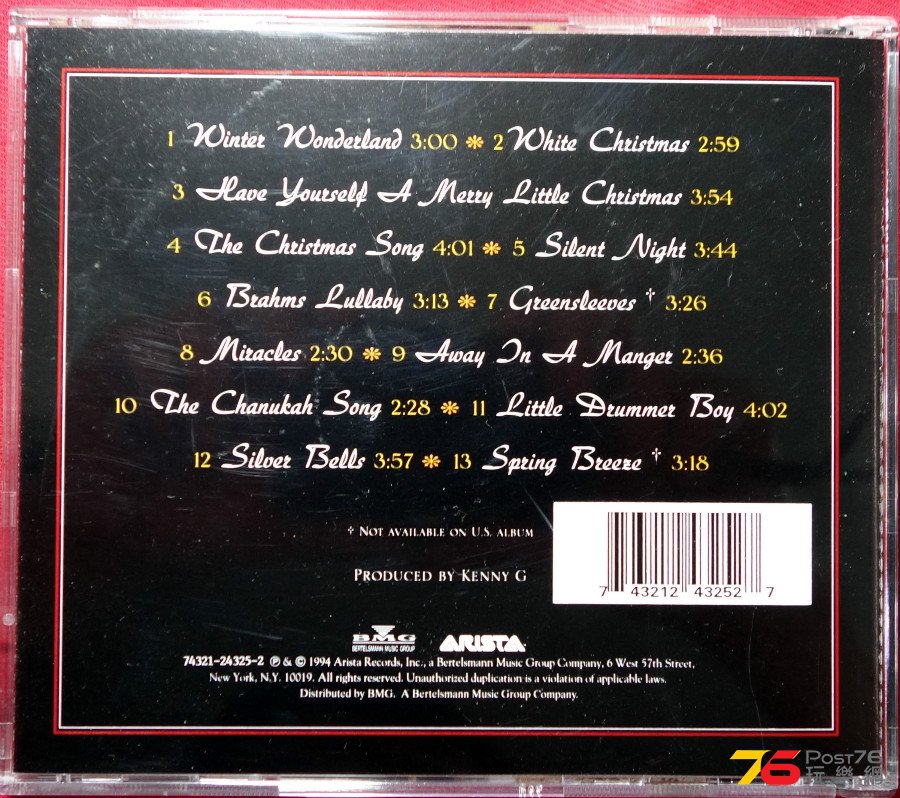 1 Winter Wonderland 3:00 ❋ 2 White Christmas 2:59
3 Have Yourself A Merry Little Christmas 3:54
4 The Christmas Song 4:01 ❋ 5 Silent Night 3:44
6 Brahms Lullaby 3:13 ❋ 7 Greensleeves † 3:26
8 Miracles 2:30 ❋ 9 Away In A Manger 2:36
10 The Chanukah Song 2:28 ❋ 11 Little Drummer Boy 4:02
12 Silver Bells 3:57 ❋ 13 Spring Breeze † 3:18
† Not available on U.S. album
Produced by Kenny G
7 43212 43252 7
BMG ARISTA
BERTELSMANN MUSIC GROUP
74321-24325-2 ℗ & © 1994 Arista Records, Inc., a Bertelsmann Music Group Company, 6 West 57th Street,
New York, N.Y. 10019. All rights reserved. Unauthorized duplication is a violation of applicable laws.
Distributed by BMG. A Bertelsmann Music Group Company.
76 POST76
玩樂網